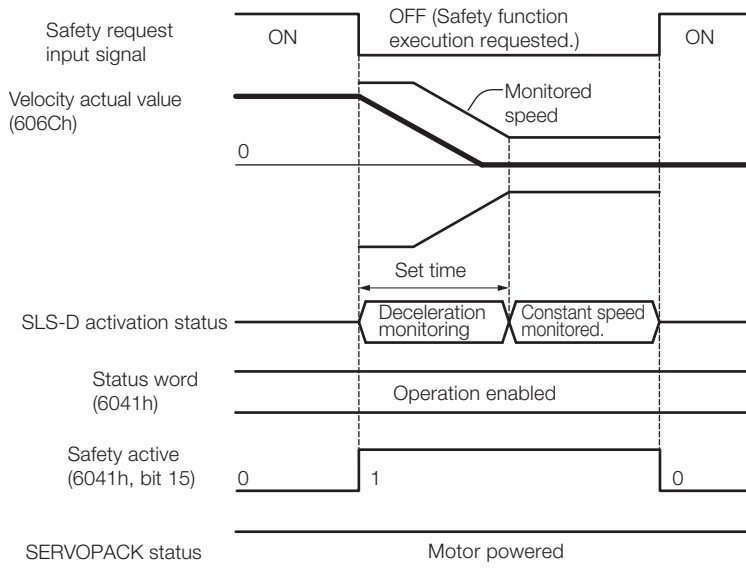 Safety request
input signal
ON
OFF (Safety function
execution requested.)
ON
Velocity actual value
(606Ch)
Monitored
speed
0
Set time
SLS-D activation status
Deceleration
monitoring
Constant speed
monitored.
Status word
(6041h)
Operation enabled
Safety active
(6041h, bit 15)
0
1
0
SERVOPACK status
Motor powered